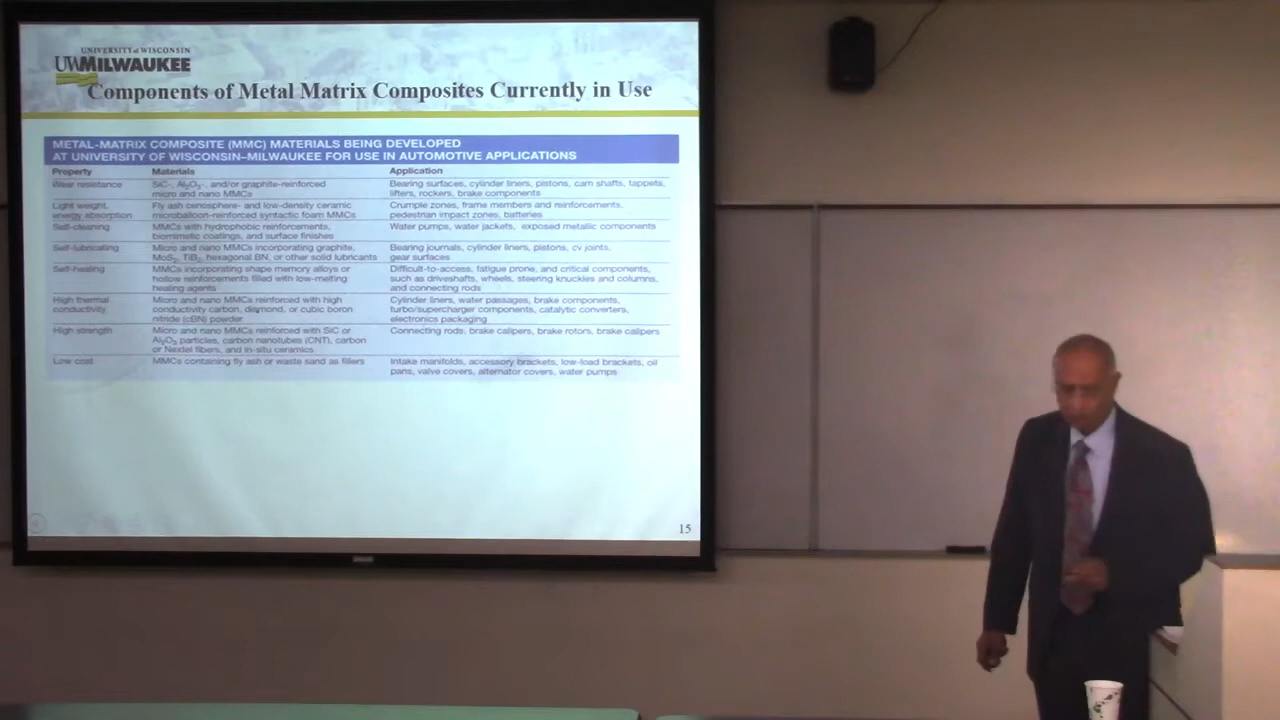 UNIVERSITY of WISCONSIN
UWMILWAUKEE
Components of Metal Matrix Composites Currently in Use
METAL-MATRIX COMPOSITE (MMC) MATERIALS BEING DEVELOPED
AT UNIVERSITY OF WISCONSIN–MILWAUKEE FOR USE IN AUTOMOTIVE APPLICATIONS
Property Materials Application
Wear resistance SiC-, Al2O3-, and/or graphite-reinforced Bearing surfaces, cylinder liners, pistons, cam shafts, tappets,
micro and nano MMCs lifters, rockers, brake components
Light weight, Fly ash cenosphere- and low-density ceramic Crumple zones, frame members and reinforcements,
energy absorption microballoon-reinforced syntactic foam MMCs pedestrian impact zones, batteries
Self-cleaning MMCs with hydrophobic reinforcements, Water pumps, water jackets, exposed metallic components
biomimetic coatings, and surface finishes
Self-lubricating Micro and nano MMCs incorporating graphite, Bearing journals, cylinder liners, pistons, cv joints,
MoS2, TiB2, hexagonal BN, or other solid lubricants gear surfaces
Self-healing MMCs incorporating shape memory alloys or Difficult-to-access, fatigue prone, and critical components,
hollow reinforcements filled with low-melting such as driveshafts, wheels, steering knuckles and columns,
healing agents and connecting rods
High thermal Micro and nano MMCs reinforced with high Cylinder liners, water passages, brake components,
conductivity conductivity carbon, diamond, or cubic boron turbo/supercharger components, catalytic converters,
nitride (cBN) powder electronics packaging
High strength Micro and nano MMCs reinforced with SiC or Connecting rods, brake calipers, brake rotors, brake calipers
Al2O3 particles, carbon nanotubes (CNT), carbon
or Nextel fibers, and in-situ ceramics
Low cost MMCs containing fly ash or waste sand as fillers Intake manifolds, accessory brackets, low-load brackets, oil
pans, valve covers, alternator covers, water pumps
15